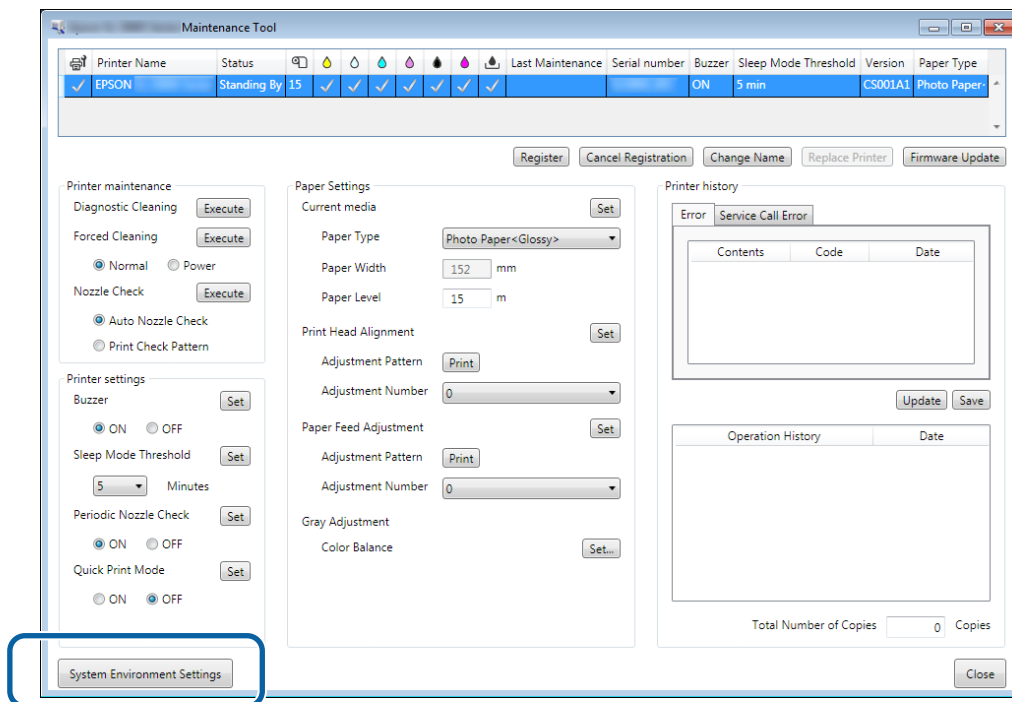 Maintenance Tool
Printer Name Status Last Maintenance Serial number Buzzer Sleep Mode Threshold Version Paper Type
EPSON Standing By 15 ON 5 min CS001A1 Photo Paper
Register Cancel Registration Change Name Replace Printer Firmware Update
Printer maintenance
Diagnostic Cleaning Execute
Forced Cleaning Execute
Normal Power
Nozzle Check Execute
Auto Nozzle Check
Print Check Pattern
Printer settings
Buzzer Set
ON OFF
Sleep Mode Threshold Set
5 Minutes
Periodic Nozzle Check Set
ON OFF
Quick Print Mode Set
ON OFF
Paper Settings
Current media Set
Paper Type Photo Paper<Glossy>
Paper Width 152 mm
Paper Level 15 m
Print Head Alignment Set
Adjustment Pattern Print
Adjustment Number 0
Paper Feed Adjustment Set
Adjustment Pattern Print
Adjustment Number 0
Gray Adjustment
Color Balance Set...
Printer history
Error Service Call Error
Contents Code Date
Update Save
Operation History Date
Total Number of Copies 0 Copies
System Environment Settings Close